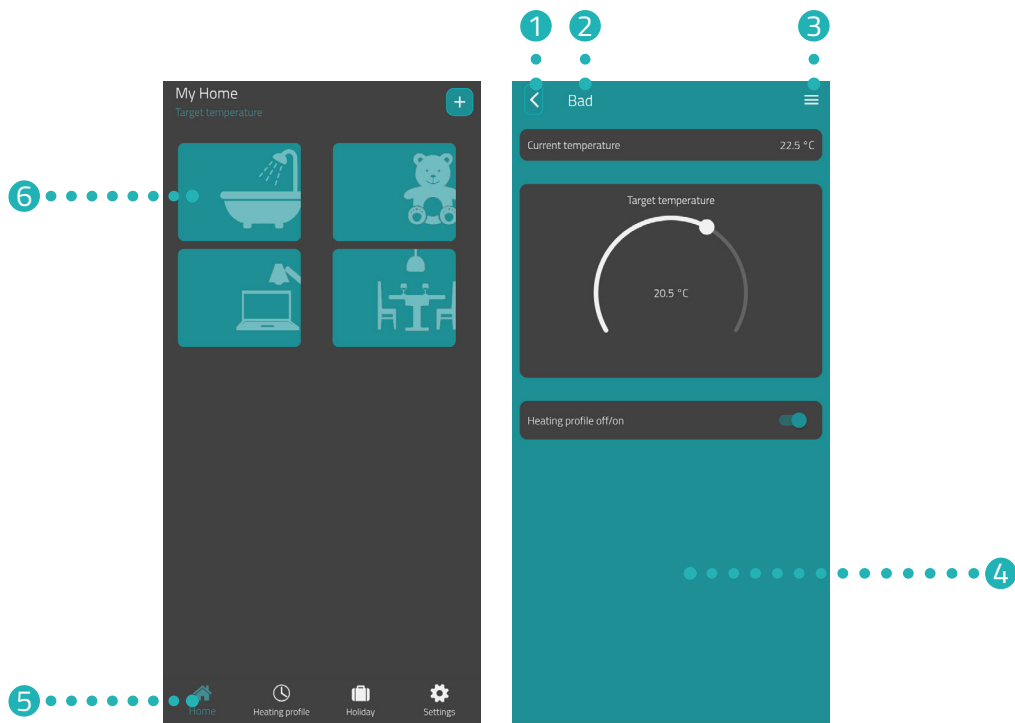 1 2 3
My Home
Target temperature
+
Bad
Current temperature 22.5 °C
6
Target temperature
20.5 °C
Heating profile off/on
4
5
Home Heating profile Holiday Settings